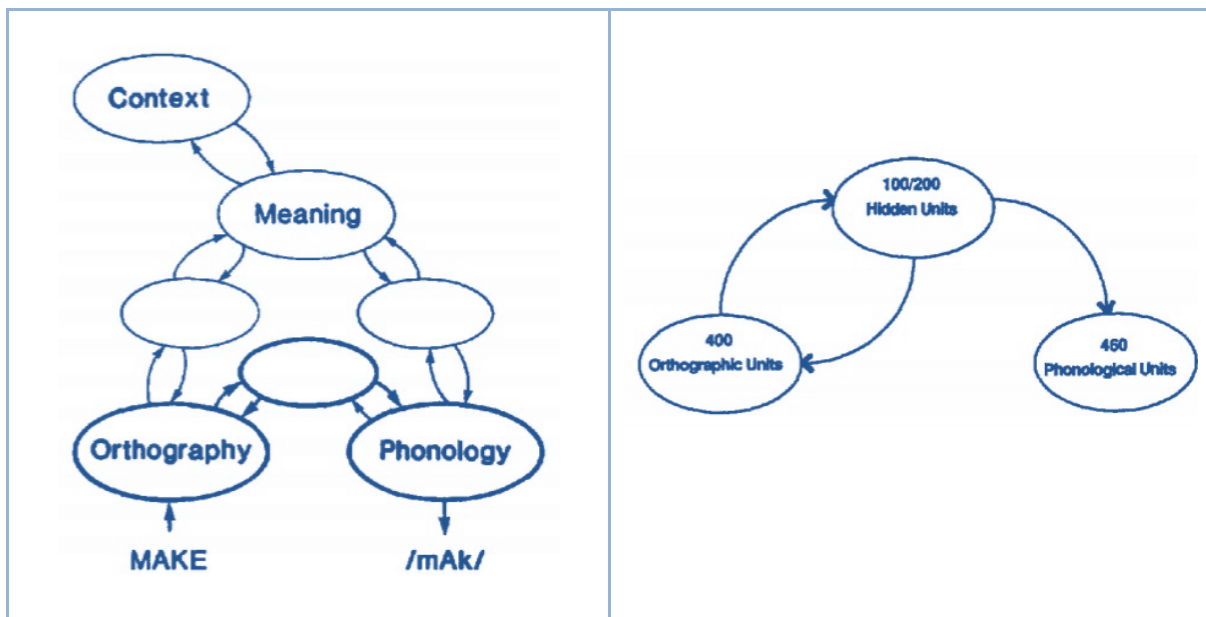 Context
Meaning
Orthography
Phonology
MAKE
/mAk/
100/200
Hidden Units
400
Orthographic Units
460
Phonological Units